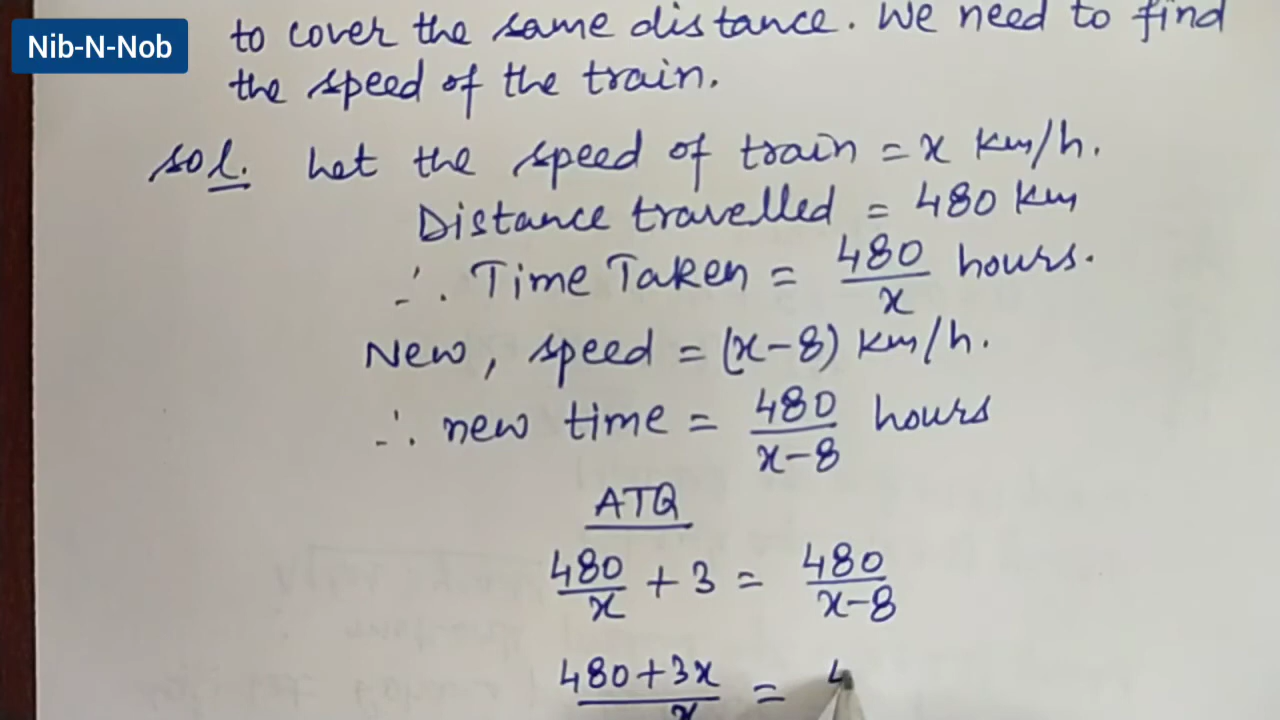 Nib-N-Nob
to cover the same distance. We need to find
the speed of the train.
sol. Let the speed of train = x km/h.
Distance travelled = 480 km
∴ Time Taken = 480/x hours.
New, speed = (x-8) km/h.
∴ new time = 480/x-8 hours
ATQ
480/x + 3 = 480/x-8
480+3x/x = 4